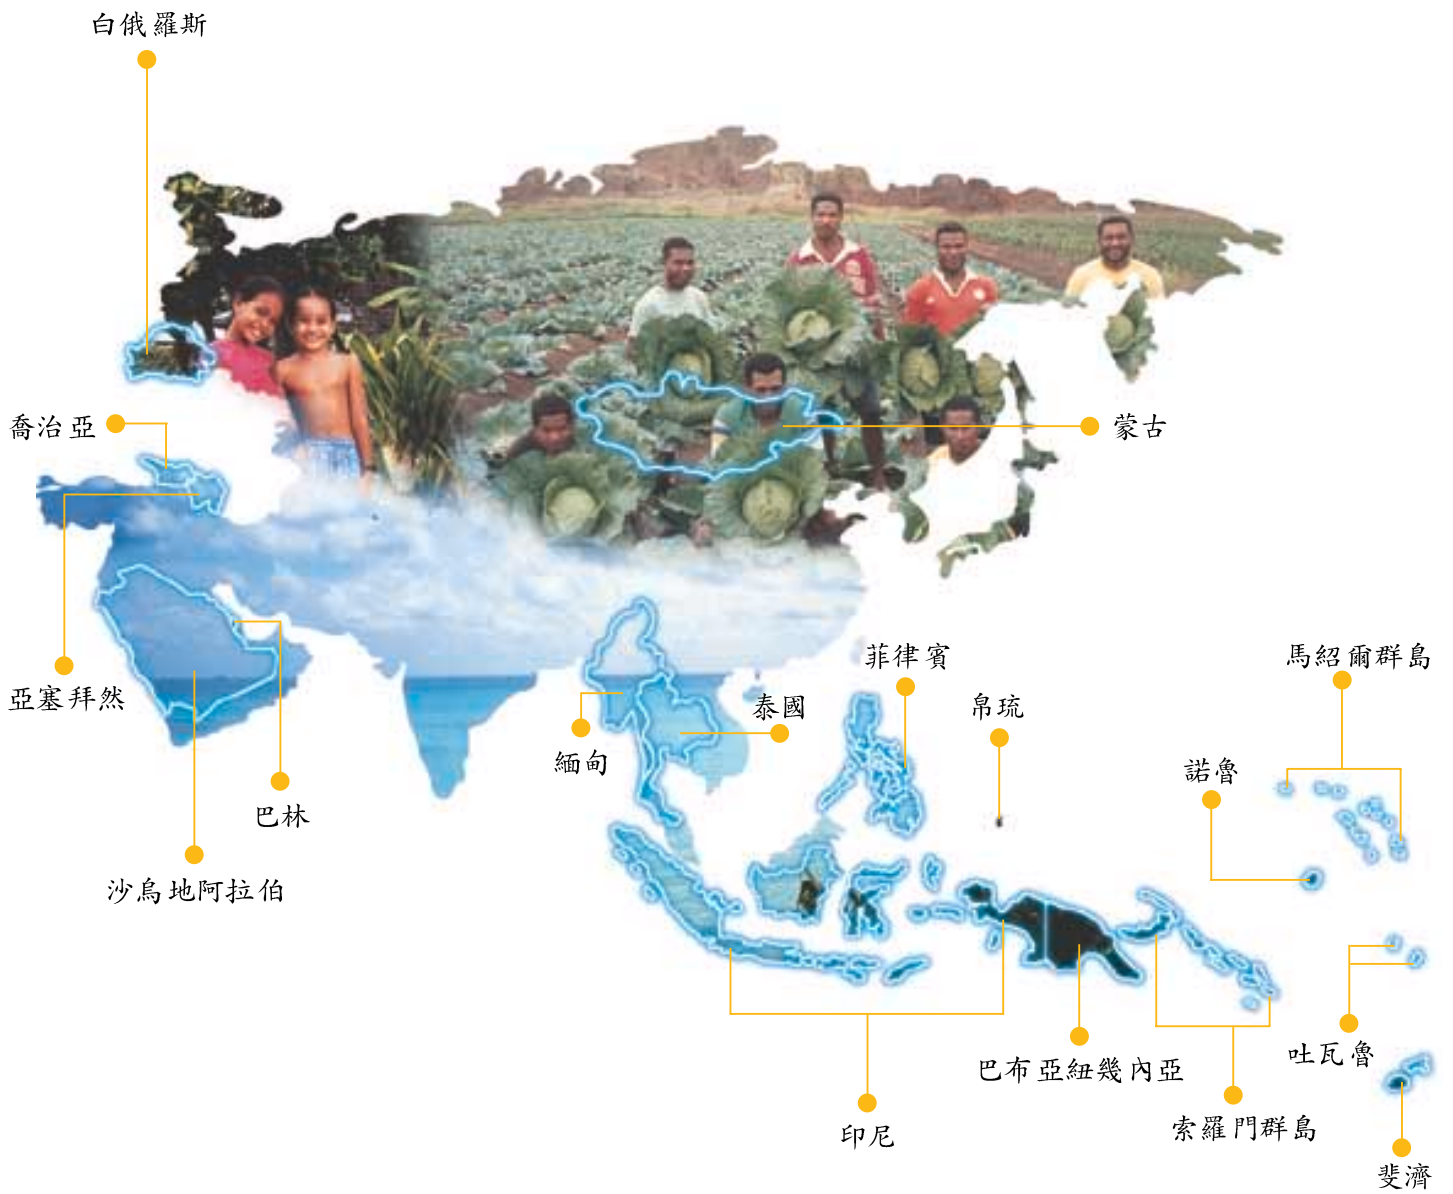 白俄羅斯
喬治亞
蒙古
菲律賓
馬紹爾群島
亞塞拜然
泰國
帛琉
緬甸
諾魯
巴林
沙烏地阿拉伯
吐瓦魯
巴布亞紐幾內亞
索羅門群島
印尼
斐濟